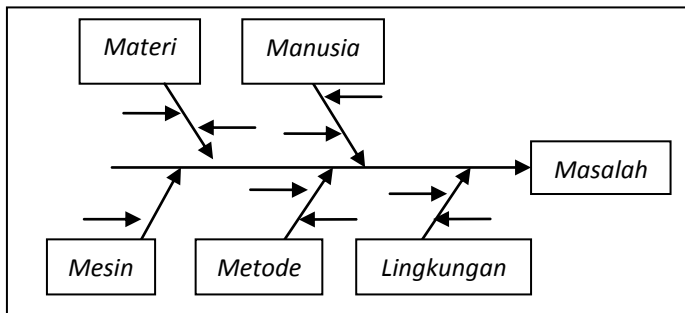 Materi
Manusia
Masalah
Mesin
Metode
Lingkungan